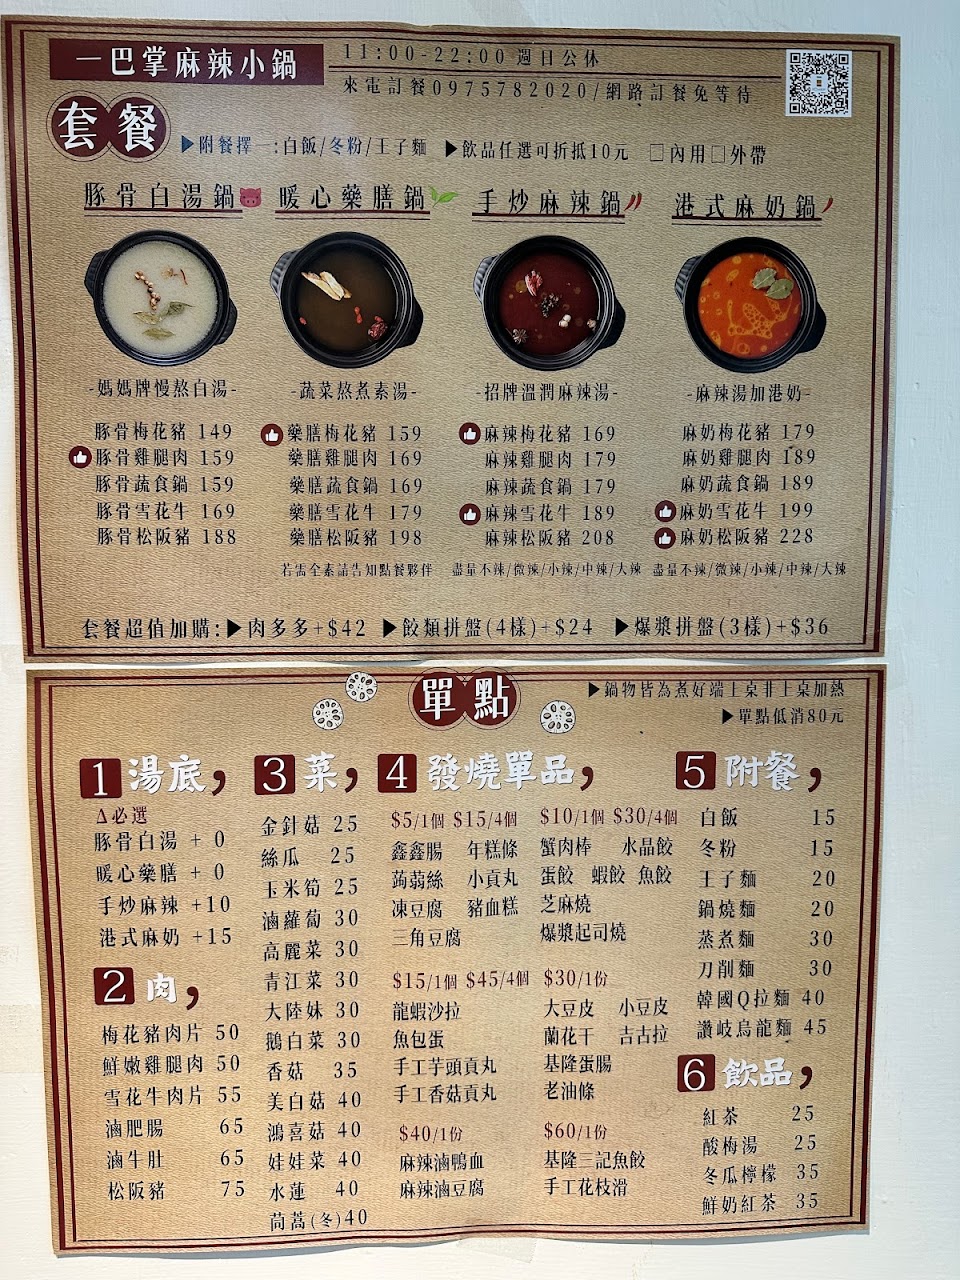 一巴掌麻辣小鍋
11:00-22:00 週日公休
來電訂餐0975782020/網路訂餐免等待
套餐
▶附餐擇一:白飯/冬粉/王子麵 ▶飲品任選可折抵10元 □內用□外帶
豚骨白湯鍋 暖心藥膳鍋 手炒麻辣鍋 港式麻奶鍋
-媽媽牌慢熬白湯- -蔬菜熬煮素湯- -招牌溫潤麻辣湯- -麻辣湯加港奶-
豚骨梅花豬 149
豚骨雞腿肉 159
豚骨蔬食鍋 159
豚骨雪花牛 169
豚骨松阪豬 188
藥膳梅花豬 159
藥膳雞腿肉 169
藥膳蔬食鍋 169
藥膳雪花牛 179
藥膳松阪豬 198
若需全素請告知點餐夥伴
麻辣梅花豬 169
麻辣雞腿肉 179
麻辣蔬食鍋 179
麻辣雪花牛 189
麻辣松阪豬 208
盡量不辣/微辣/小辣/中辣/大辣
麻奶梅花豬 179
麻奶雞腿肉 189
麻奶蔬食鍋 189
麻奶雪花牛 199
麻奶松阪豬 228
盡量不辣/微辣/小辣/中辣/大辣
套餐超值加購:▶肉多多+$42 ▶餃類拼盤(4樣)+$24 ▶爆漿拼盤(3樣)+$36
單點
▶鍋物皆為煮好端上桌非上桌加熱
▶單點低消80元
1 湯底,
Δ必選
豚骨白湯 + 0
暖心藥膳 + 0
手炒麻辣 +10
港式麻奶 +15
2 肉,
梅花豬肉片 50
鮮嫩雞腿肉 50
雪花牛肉片 55
滷肥腸 65
滷牛肚 65
松阪豬 75
3 菜,
金針菇 25
絲瓜 25
玉米筍 25
滷蘿蔔 30
高麗菜 30
青江菜 30
大陸妹 30
鵝白菜 30
香菇 35
美白菇 40
鴻喜菇 40
娃娃菜 40
水蓮 40
茼蒿(冬)40
4 發燒單品,
$5/1個 $15/4個
鑫鑫腸 年糕條
蒟蒻絲 小貢丸
凍豆腐 豬血糕
三角豆腐
$10/1個 $30/4個
蟹肉棒 水晶餃
蛋餃 蝦餃 魚餃
芝麻燒
爆漿起司燒
$15/1個 $45/4個
龍蝦沙拉
魚包蛋
手工芋頭貢丸
手工香菇貢丸
$30/1份
大豆皮 小豆皮
蘭花干 吉古拉
基隆蛋腸
老油條
$40/1份
麻辣滷鴨血
麻辣滷豆腐
$60/1份
基隆三記魚餃
手工花枝滑
5 附餐,
白飯 15
冬粉 15
王子麵 20
鍋燒麵 20
蒸煮麵 30
刀削麵 30
韓國Q拉麵 40
讚岐烏龍麵 45
6 飲品,
紅茶 25
酸梅湯 25
冬瓜檸檬 35
鮮奶紅茶 35